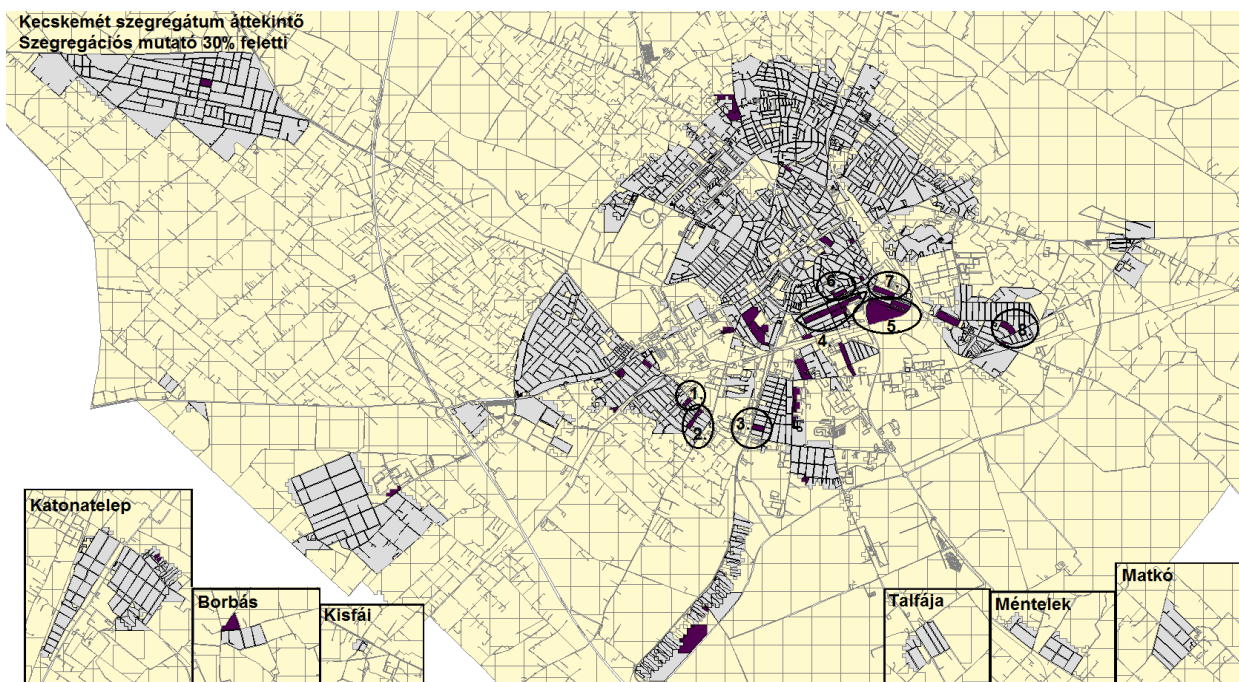 Kecskemét szegregátum áttekintő
Szegregációs mutató 30% feletti
6.
7.
5.
8.
4.
1.
2.
3.
Katonatelep
Borbás
Kisfái
Talfája
Méntelek
Matkó